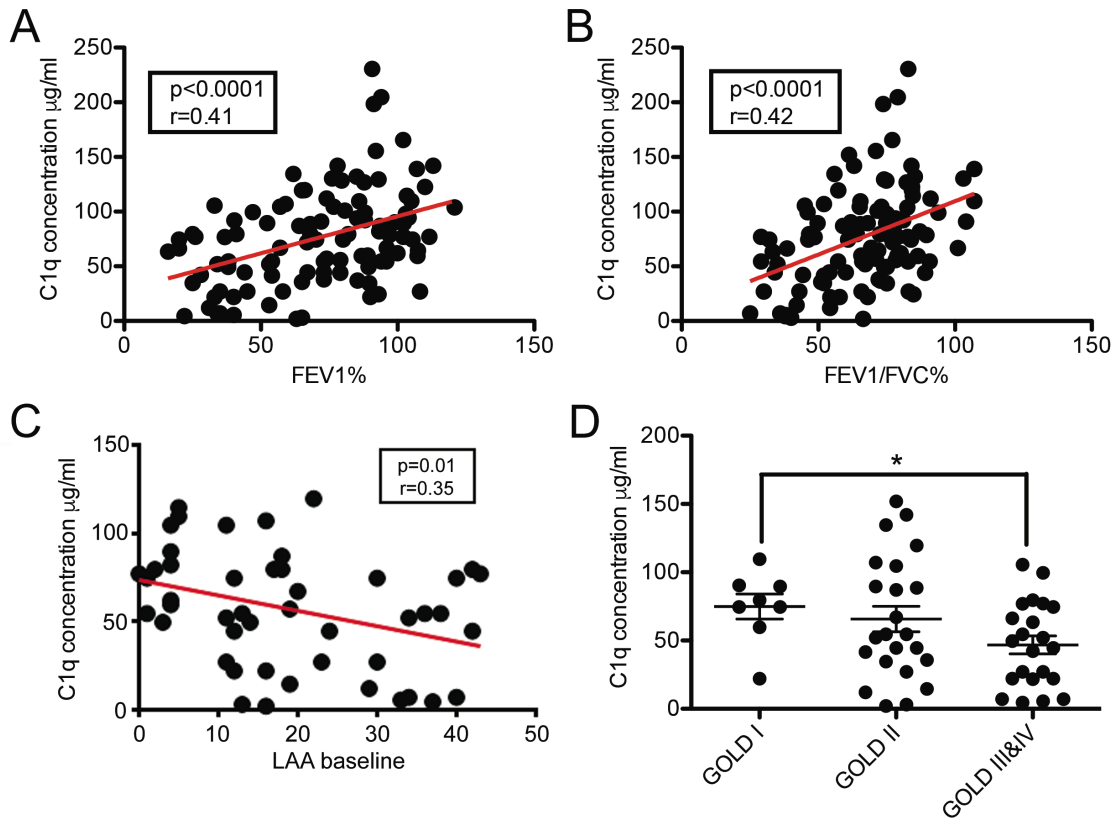 A
C1q concentration µg/ml
250
200
150
100
50
0
p<0.0001
r=0.41
0
50
100
150
FEV1%
B
C1q concentration µg/ml
250
200
150
100
50
0
p<0.0001
r=0.42
0
50
100
150
FEV1/FVC%
C
C1q concentration µg/ml
150
100
50
0
p=0.01
r=0.35
0
10
20
30
40
50
LAA baseline
D
C1q concentration µg/ml
200
150
100
50
0
*
GOLD I
GOLD II
GOLD III&IV